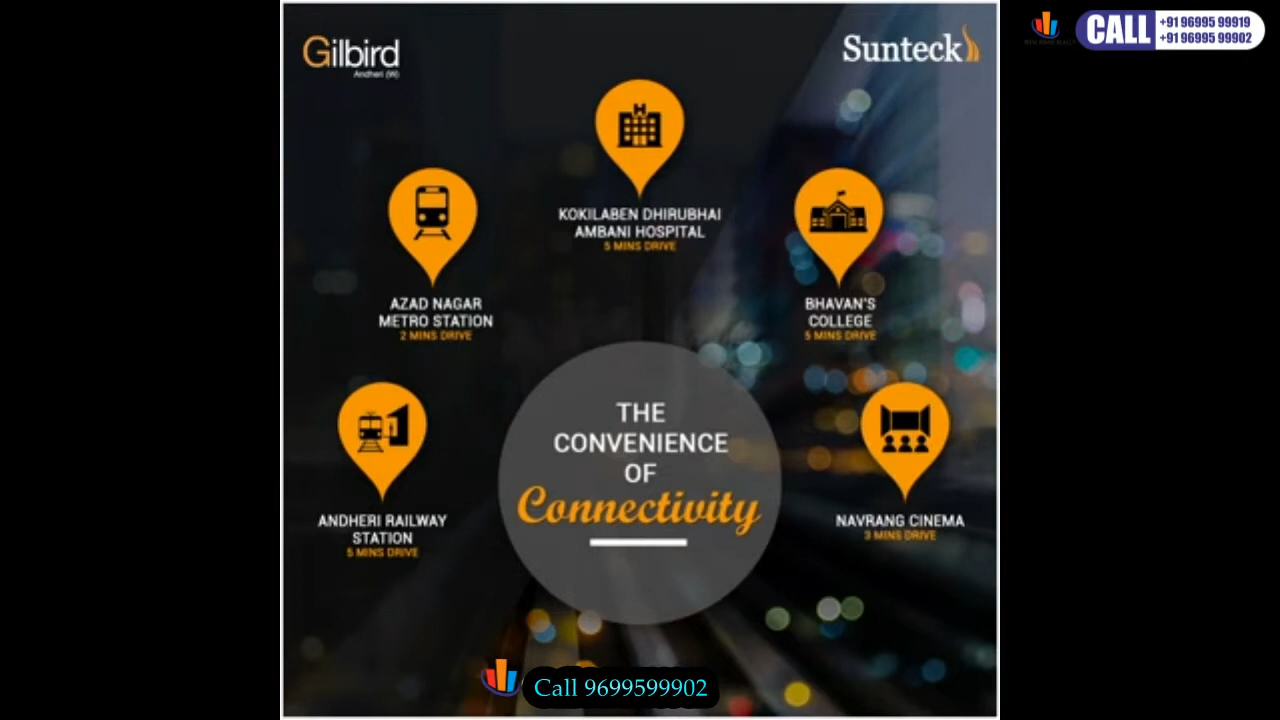 Gilbird
Andheri (W)
Sunteck
CALL
+91 96995 99919
+91 96995 99902
H
KOKILABEN DHIRUBHAI
AMBANI HOSPITAL
5 MINS DRIVE
AZAD NAGAR
METRO STATION
2 MINS DRIVE
BHAVAN'S
COLLEGE
5 MINS DRIVE
THE
CONVENIENCE
OF
Connectivity
ANDHERI RAILWAY
STATION
5 MINS DRIVE
NAVRANG CINEMA
3 MINS DRIVE
Call 9699599902